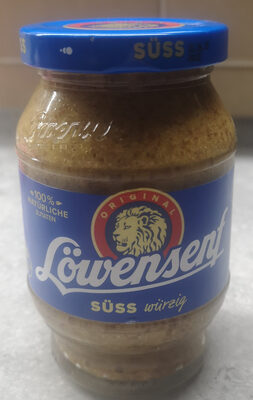 SÜSS
100%
NATÜRLICHE
ZUTATEN
ORIGINAL
Löwensenf
SÜSS würzig